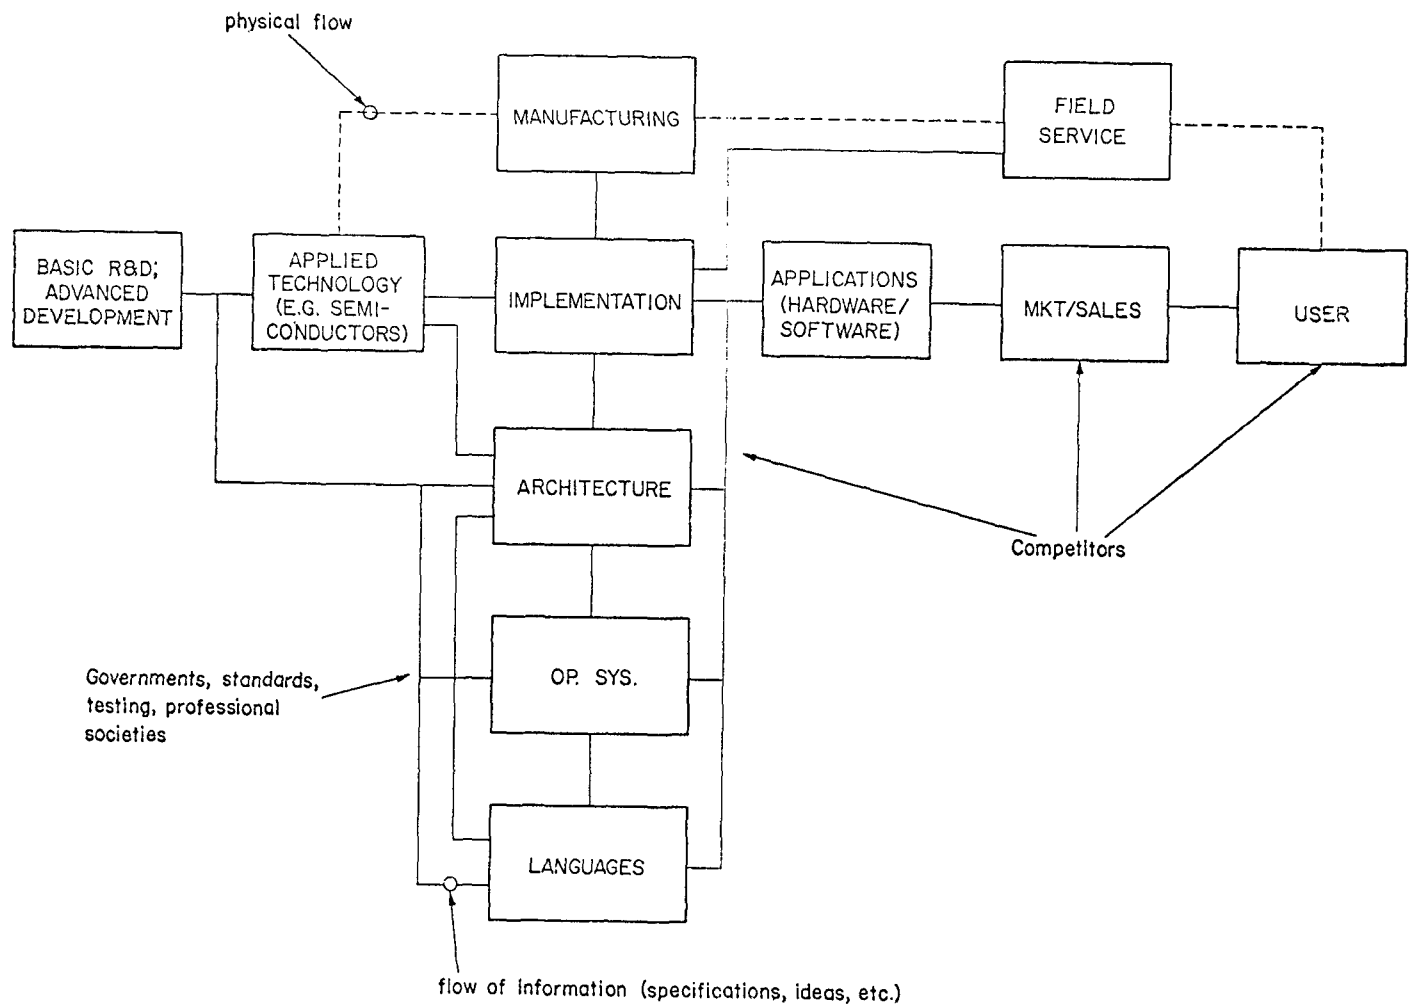 physical flow
MANUFACTURING
FIELD
SERVICE
BASIC R&D;
ADVANCED
DEVELOPMENT
APPLIED
TECHNOLOGY
(E.G. SEMI-
CONDUCTORS)
IMPLEMENTATION
APPLICATIONS
(HARDWARE/
SOFTWARE)
MKT/SALES
USER
ARCHITECTURE
Competitors
OP. SYS.
Governments, standards,
testing, professional
societies
LANGUAGES
flow of information (specifications, ideas, etc.)